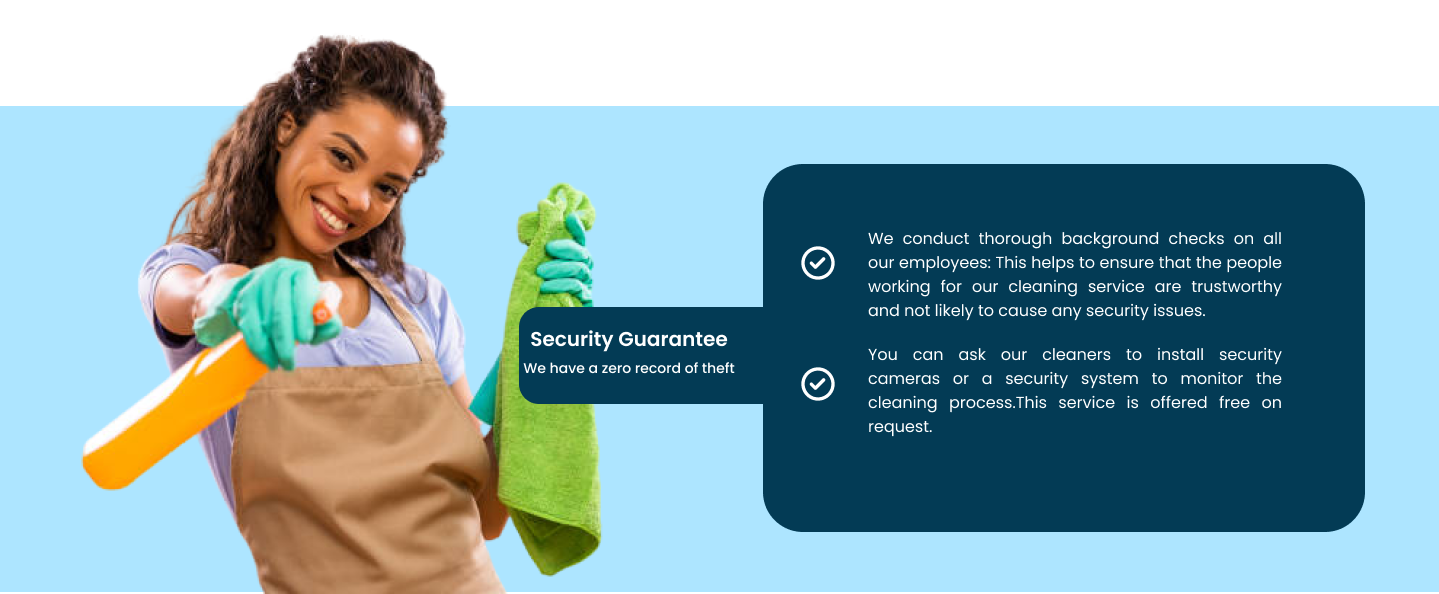 Security Guarantee
We have a zero record of theft
We conduct thorough background checks on all
our employees: This helps to ensure that the people
working for our cleaning service are trustworthy
and not likely to cause any security issues.
You can ask our cleaners to install security
cameras or a security system to monitor the
cleaning process.This service is offered free on
request.